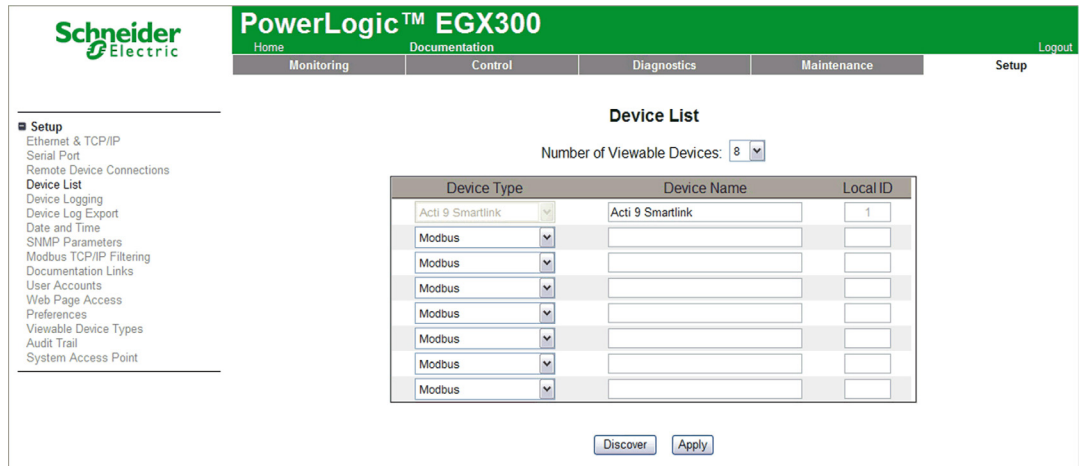 Schneider
Electric
PowerLogic™ EGX300
Home Documentation Logout
Monitoring Control Diagnostics Maintenance Setup
Setup
Ethernet & TCP/IP
Serial Port
Remote Device Connections
Device List
Device Logging
Device Log Export
Date and Time
SNMP Parameters
Modbus TCP/IP Filtering
Documentation Links
User Accounts
Web Page Access
Preferences
Viewable Device Types
Audit Trail
System Access Point
Device List
Number of Viewable Devices: 8
Device Type Device Name Local ID
Acti 9 Smartlink Acti 9 Smartlink 1
Modbus
Modbus
Modbus
Modbus
Modbus
Modbus
Modbus
Discover Apply